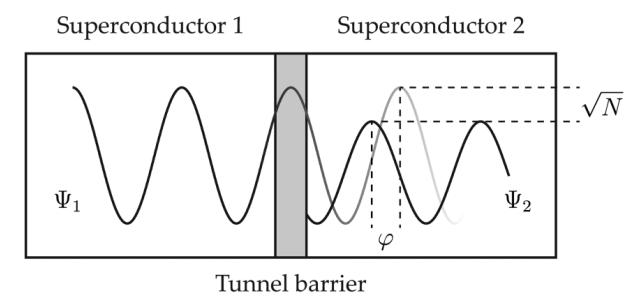 Superconductor 1
Superconductor 2
√N
Ψ₁
Ψ₂
φ
Tunnel barrier